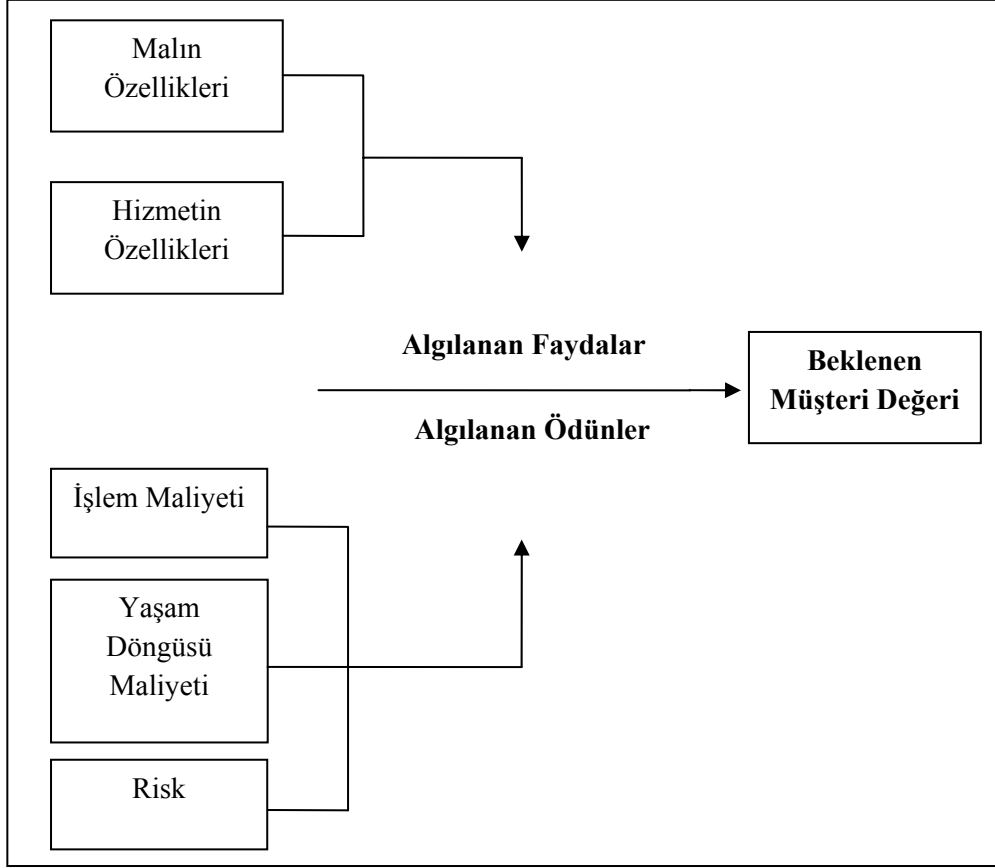 Malın
Özellikleri
Hizmetin
Özellikleri
Algılanan Faydalar
Algılanan Ödünler
Beklenen
Müşteri Değeri
İşlem Maliyeti
Yaşam
Döngüsü
Maliyeti
Risk